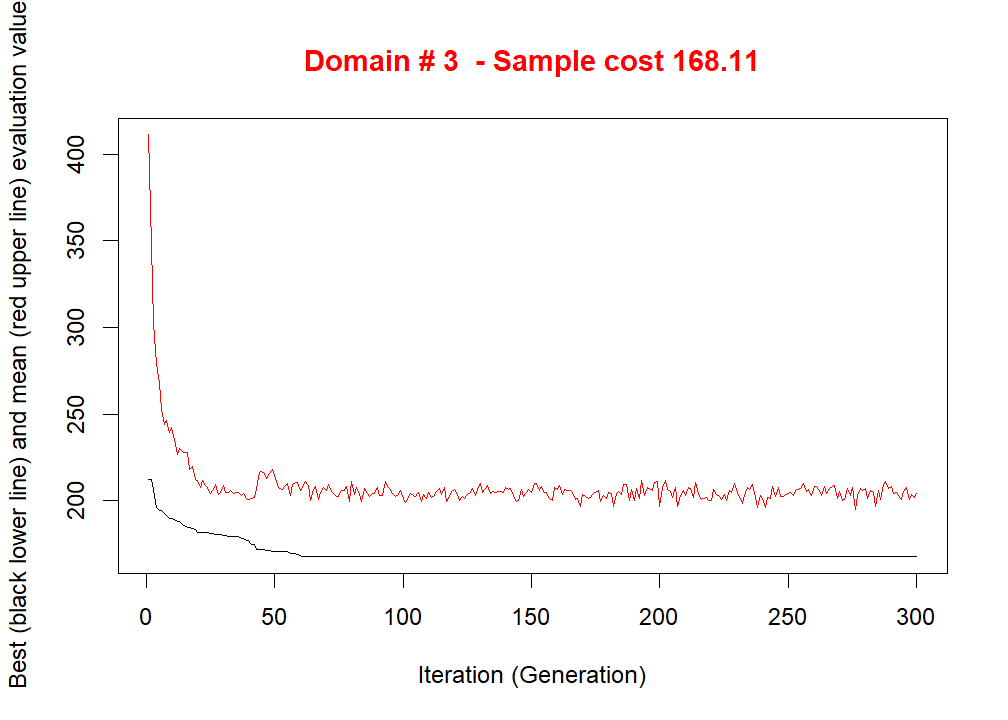 Domain # 3 - Sample cost 168.11
Best (black lower line) and mean (red upper line) evaluation value
400
350
300
250
200
0 50 100 150 200 250 300
Iteration (Generation)